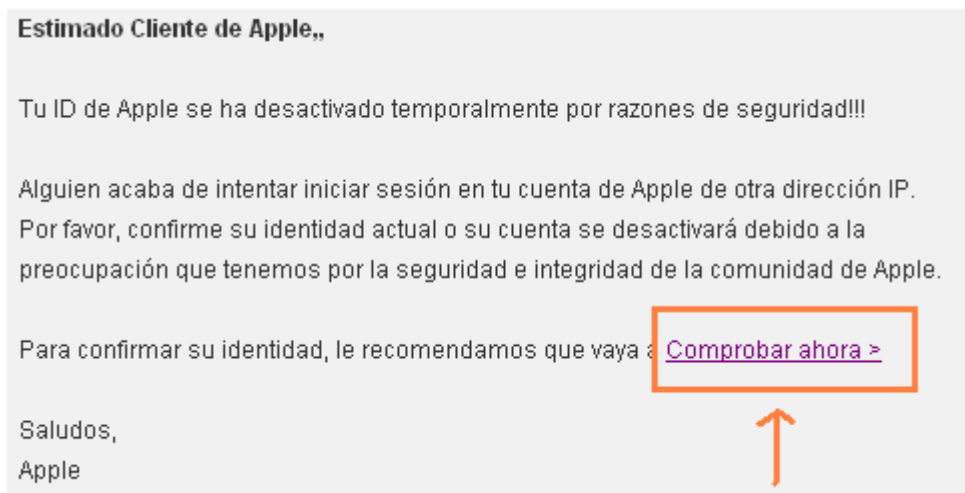 Estimado Cliente de Apple,,
Tu ID de Apple se ha desactivado temporalmente por razones de seguridad!!!
Alguien acaba de intentar iniciar sesión en tu cuenta de Apple de otra dirección IP.
Por favor, confirme su identidad actual o su cuenta se desactivará debido a la
preocupación que tenemos por la seguridad e integridad de la comunidad de Apple.
Para confirmar su identidad, le recomendamos que vaya a Comprobar ahora >
Saludos,
Apple